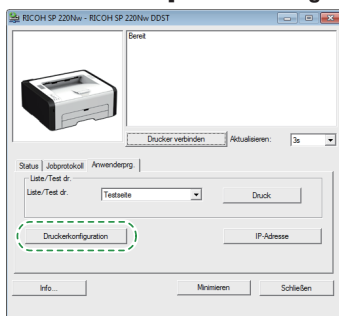 RICOH SP 220Nw - RICOH SP 220Nw DDST
Bereit
Drucker verbinden
Aktualisieren:
3s
Status
Jobprotokoll
Anwenderprg.
Liste/Test dr.
Liste/Test dr.
Testseite
Druck
Druckerkonfiguration
IP-Adresse
Info...
Minimieren
Schließen